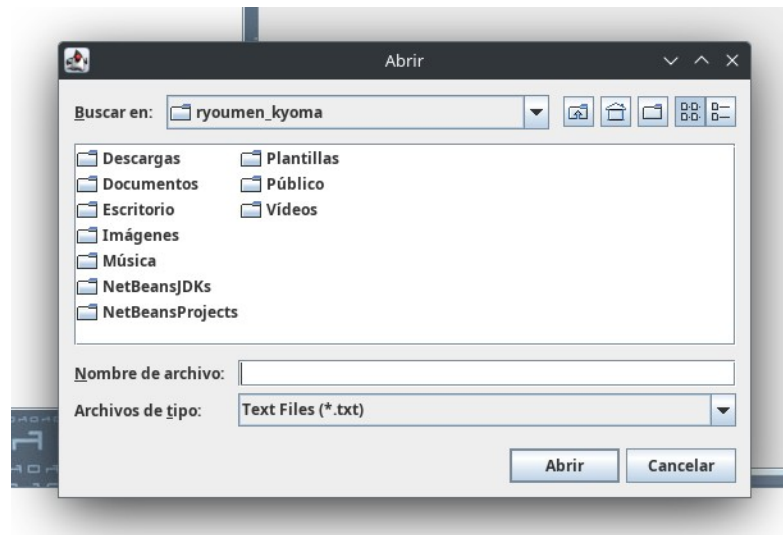 Abrir
Buscar en: ryoumen_kyoma
Descargas
Documentos
Escritorio
Imágenes
Música
NetBeansJDKs
NetBeansProjects
Plantillas
Público
Vídeos
Nombre de archivo:
Archivos de tipo: Text Files (*.txt)
Abrir Cancelar